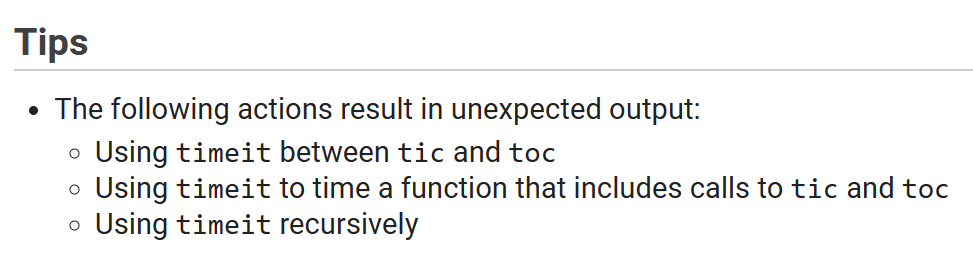 Tips
• The following actions result in unexpected output:
○ Using timeit between tic and toc
○ Using timeit to time a function that includes calls to tic and toc
○ Using timeit recursively